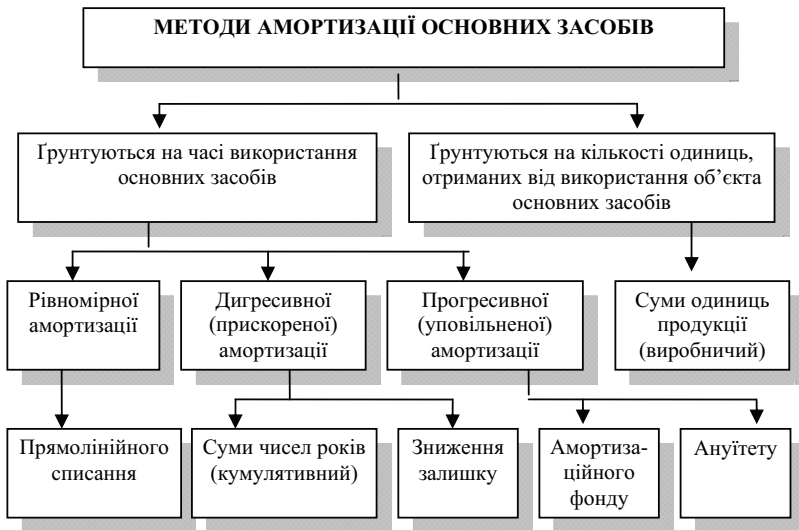 МЕТОДИ АМОРТИЗАЦІЇ ОСНОВНИХ ЗАСОБІВ
Ґрунтуються на часі використання
основних засобів
Ґрунтуються на кількості одиниць,
отриманих від використання об’єкта
основних засобів
Рівномірної
амортизації
Дигресивної
(прискореної)
амортизації
Прогресивної
(уповільненої)
амортизації
Суми одиниць
продукції
(виробничий)
Прямолінійного
списання
Суми чисел років
(кумулятивний)
Зниження
залишку
Амортиза-
ційного
фонду
Ануїтету